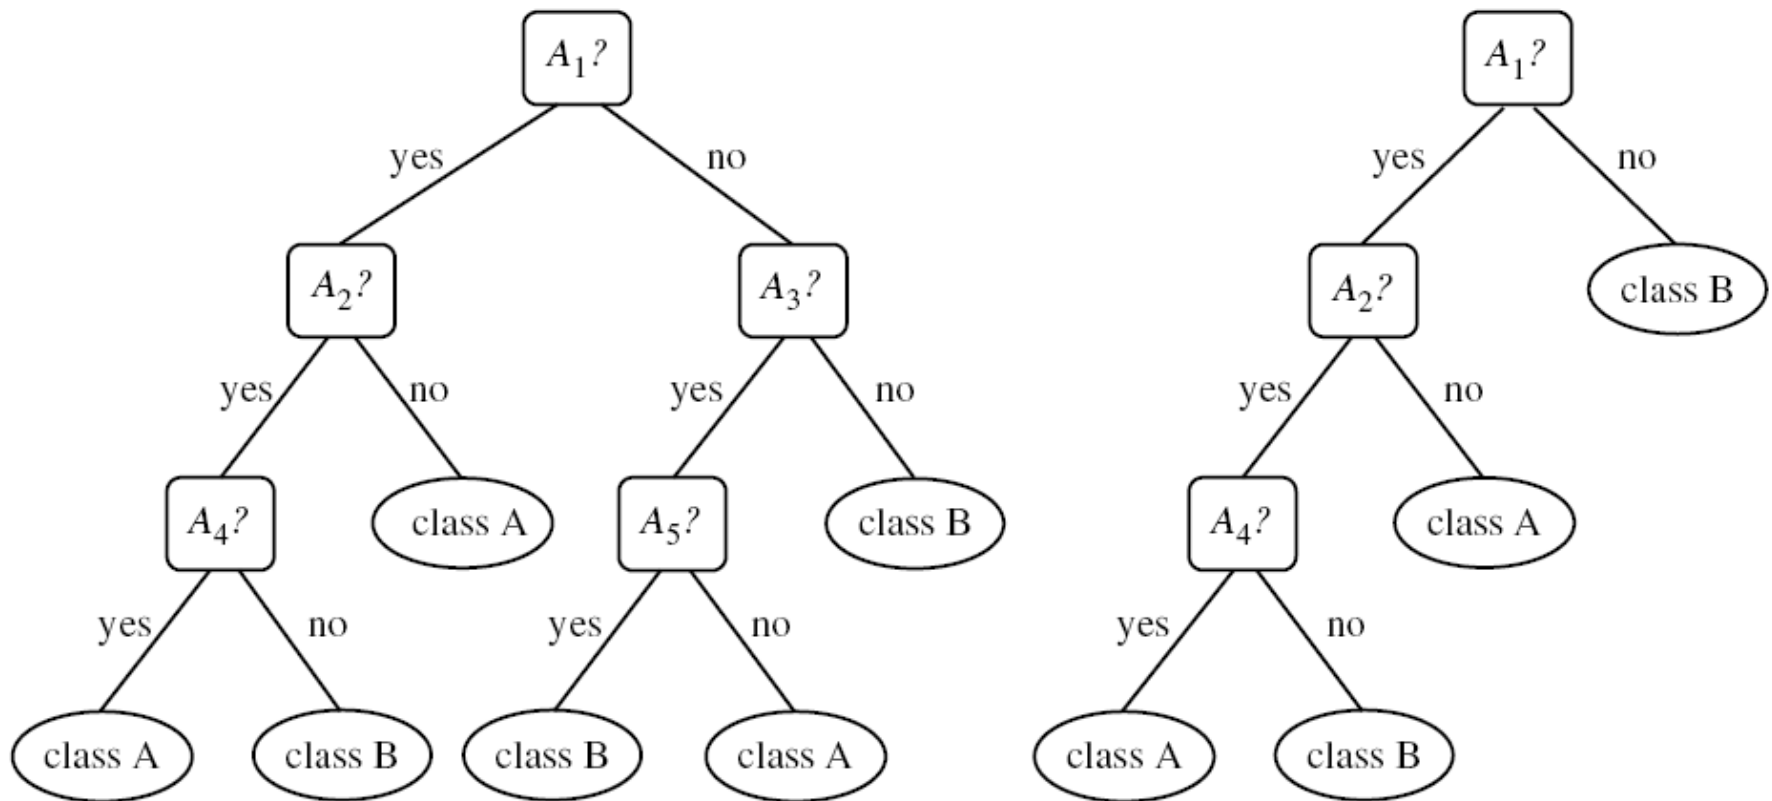 A₁? A₁?
yes no yes no
A₂? A₃? A₂? class B
yes no yes no yes no
A₄? class A A₅? class B A₄? class A
yes no yes no yes no
class A class B class B class A class A class B